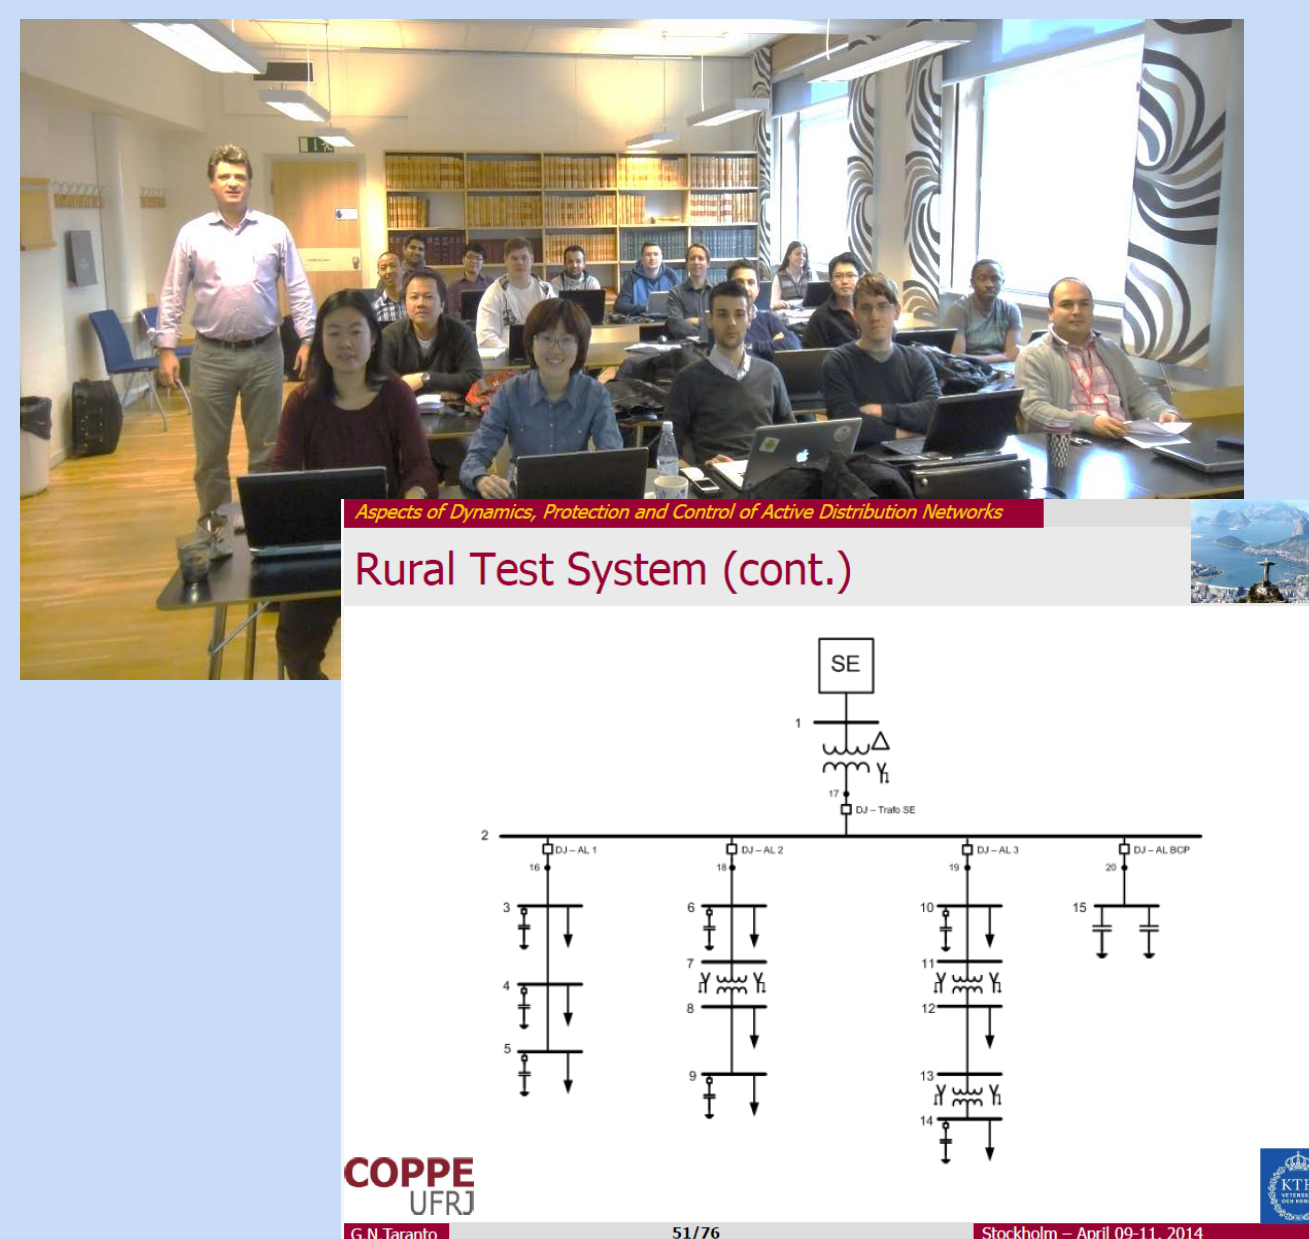 Aspects of Dynamics, Protection and Control of Active Distribution Networks
Rural Test System (cont.)
SE
1
17
DJ – Trafo SE
2
DJ – AL 1
DJ – AL 2
DJ – AL 3
DJ – AL BCP
16
18
19
20
3
6
10
15
7
11
4
8
12
5
9
13
14
COPPE
UFRJ
KTH
G.N.Taranto
51/76
Stockholm – April 09-11, 2014